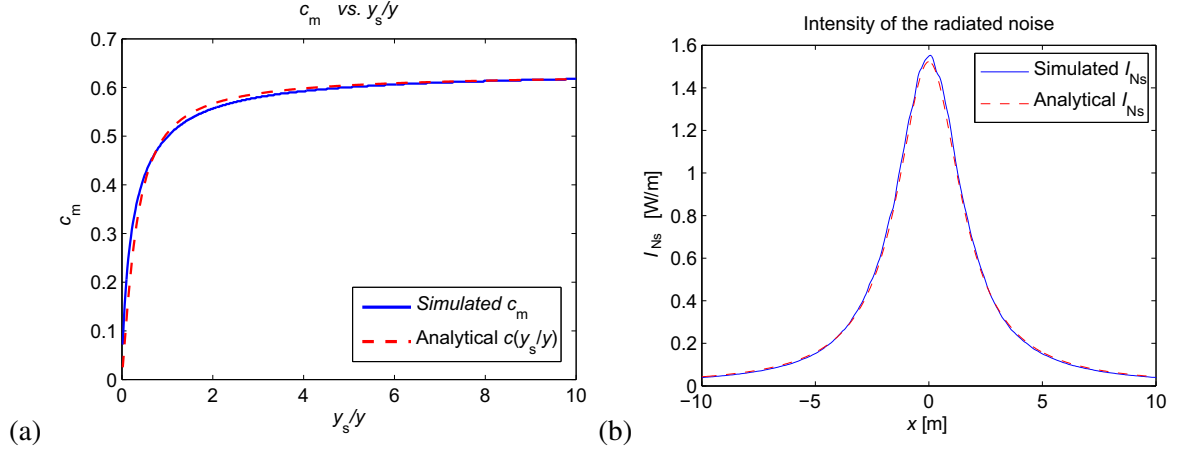 c_m vs. y_s/y
0.7
0.6
0.5
0.4
0.3
0.2
0.1
0
c_m
Simulated c_m
Analytical c(y_s/y)
0 2 4 6 8 10
y_s/y
(a)
Intensity of the radiated noise
1.6
1.4
1.2
1
0.8
0.6
0.4
0.2
0
I_Ns [W/m]
Simulated I_Ns
Analytical I_Ns
−10 −5 0 5 10
x [m]
(b)